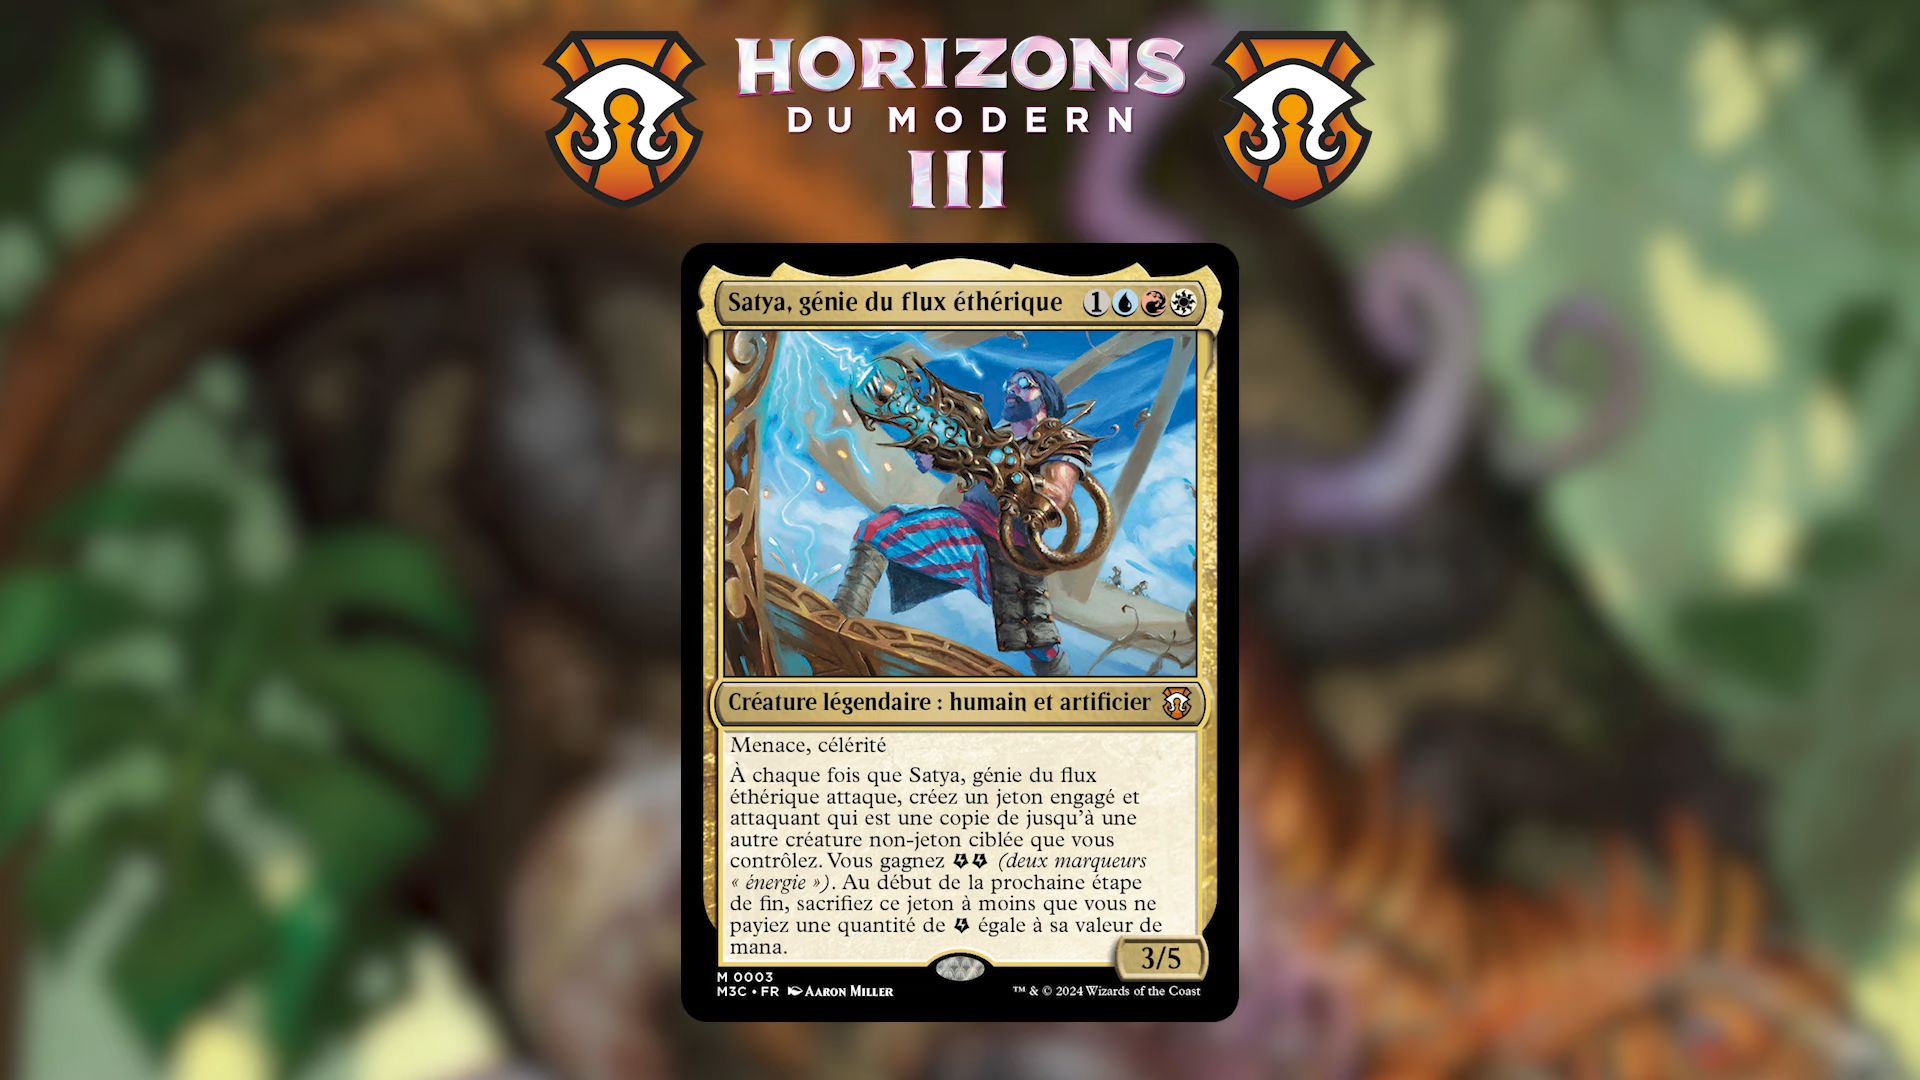 HORIZONS
DU MODERN
III
Satya, génie du flux éthérique 1
Créature légendaire : humain et artificier
Menace, célérité
À chaque fois que Satya, génie du flux
éthérique attaque, créez un jeton engagé et
attaquant qui est une copie de jusqu'à une
autre créature non-jeton ciblée que vous
contrôlez. Vous gagnez (deux marqueurs
« énergie »). Au début de la prochaine étape
de fin, sacrifiez ce jeton à moins que vous ne
payiez une quantité de égale à sa valeur de
mana.
3/5
M 0003
M3C • FR AARON MILLER
™ & © 2024 Wizards of the Coast